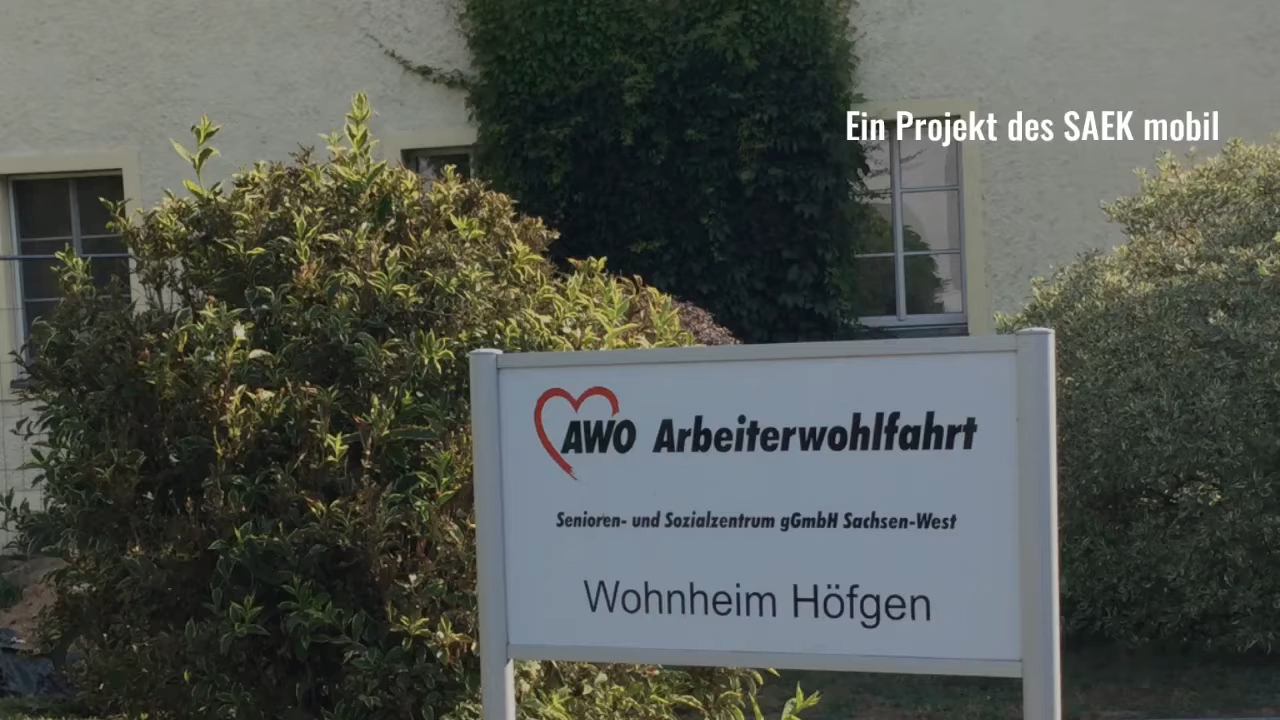 Ein Projekt des SAEK mobil
AWO Arbeiterwohlfahrt
Senioren- und Sozialzentrum gGmbH Sachsen-West
Wohnheim Höfgen